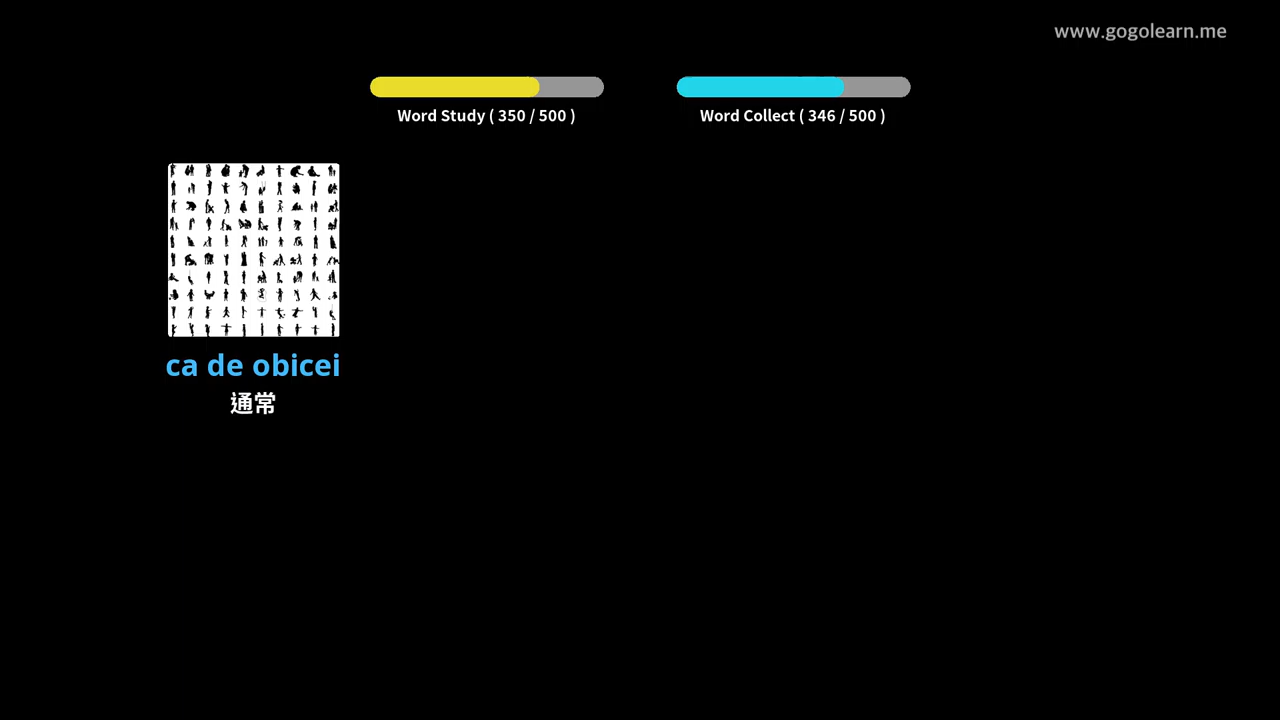 www.gogolearn.me
Word Study ( 350 / 500 )
Word Collect ( 346 / 500 )
ca de obicei
通常